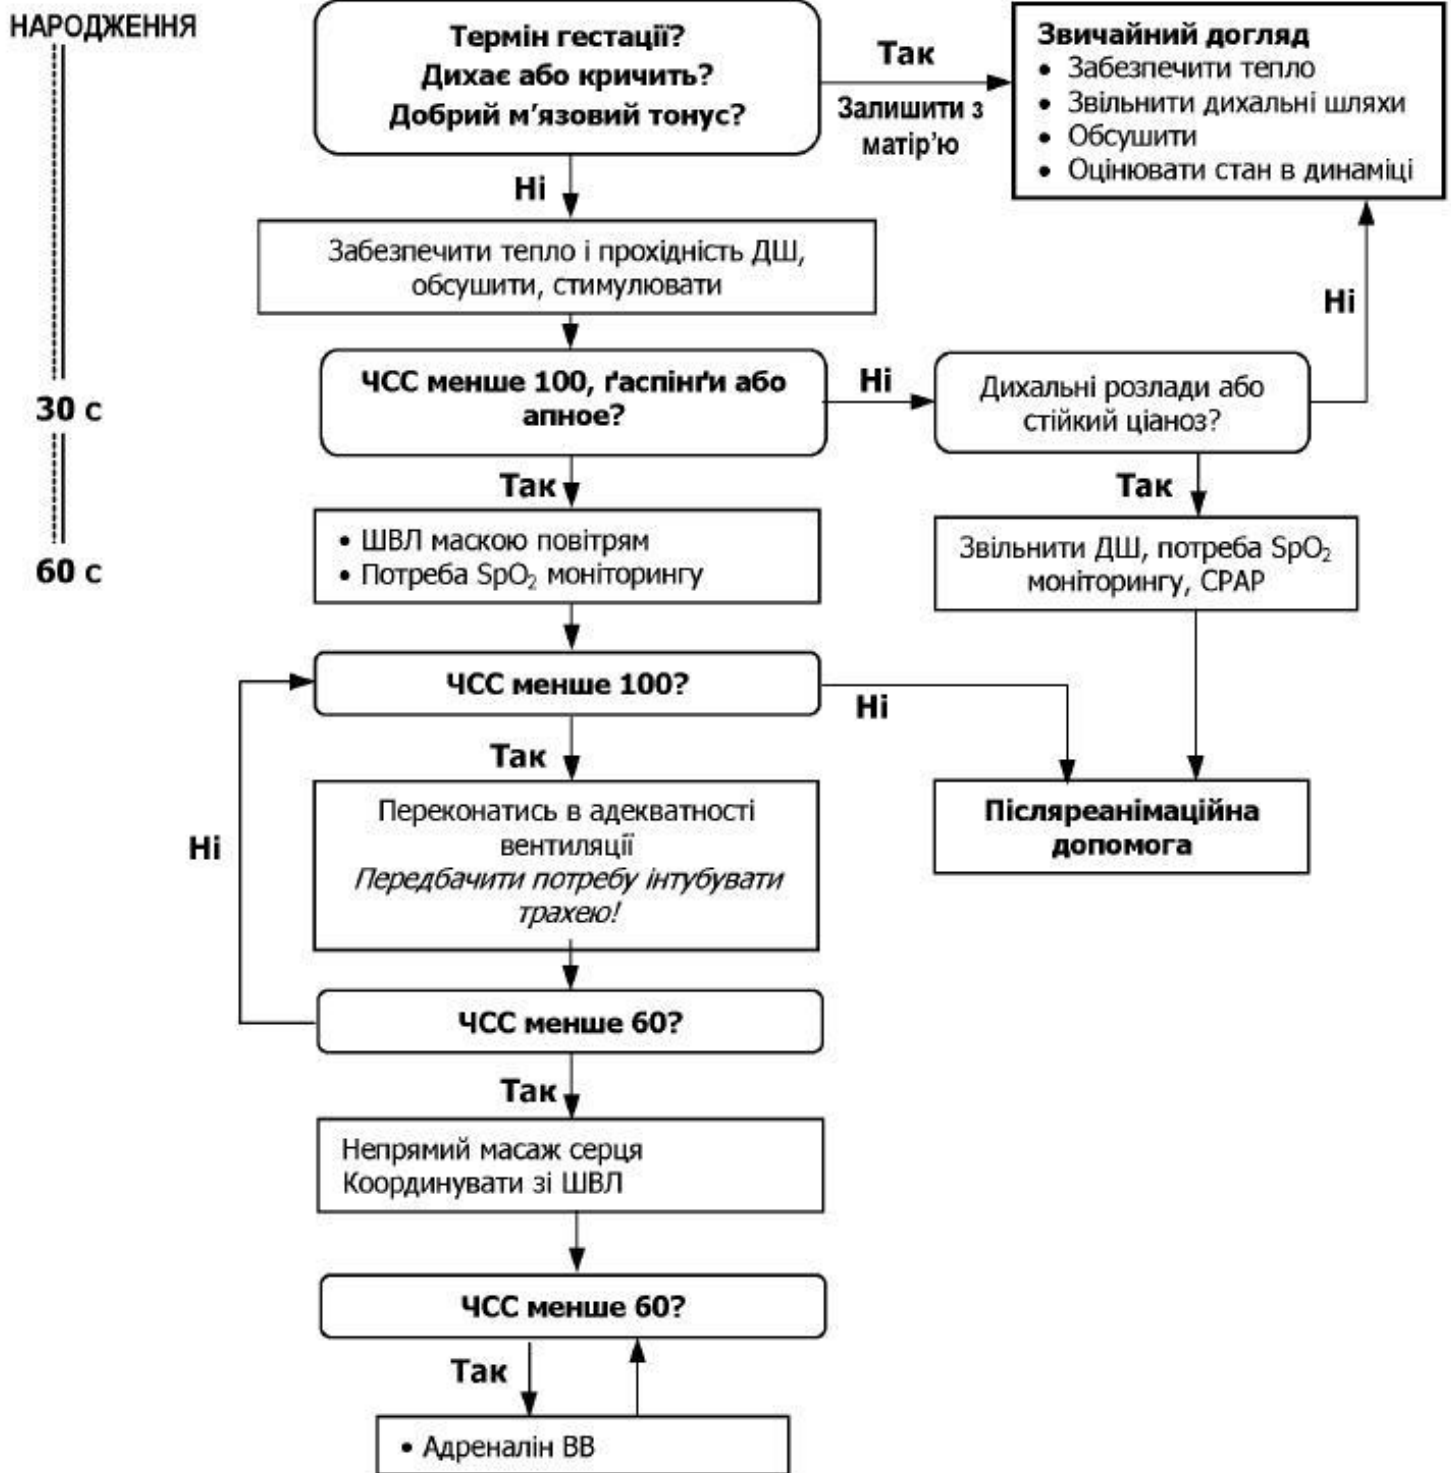 НАРОДЖЕННЯ
Термін гестації?
Дихає або кричить?
Добрий м’язовий тонус?
Так
Залишити з
матір’ю
Звичайний догляд
• Забезпечити тепло
• Звільнити дихальні шляхи
• Обсушити
• Оцінювати стан в динаміці
Ні
Забезпечити тепло і прохідність ДШ,
обсушити, стимулювати
Ні
30 с
ЧСС менше 100, ґаспінґи або
апное?
Ні
Дихальні розлади або
стійкий ціаноз?
Так
Так
60 с
• ШВЛ маскою повітрям
• Потреба SpO₂ моніторингу
Звільнити ДШ, потреба SpO₂
моніторингу, CPAP
ЧСС менше 100?
Ні
Так
Переконатись в адекватності
вентиляції
Передбачити потребу інтубувати
трахею!
Ні
Післяреанімаційна
допомога
ЧСС менше 60?
Так
Непрямий масаж серця
Координувати зі ШВЛ
ЧСС менше 60?
Так
• Адреналін ВВ